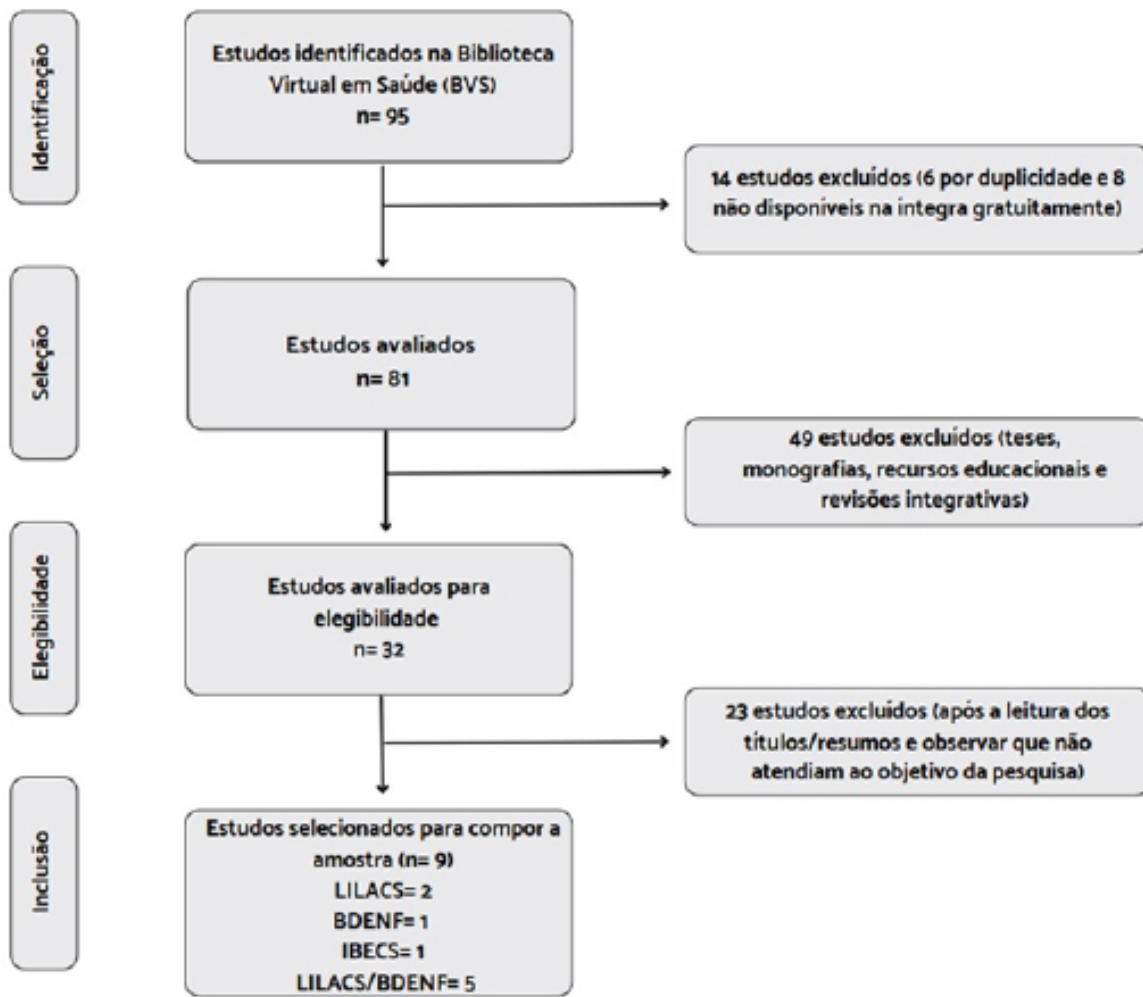 Identificação
Estudos identificados na Biblioteca
Virtual em Saúde (BVS)
n= 95
14 estudos excluídos (6 por duplicidade e 8
não disponíveis na íntegra gratuitamente)
Seleção
Estudos avaliados
n= 81
49 estudos excluídos (teses,
monografias, recursos educacionais e
revisões integrativas)
Elegibilidade
Estudos avaliados para
elegibilidade
n= 32
23 estudos excluídos (após a leitura dos
títulos/resumos e observar que não
atendiam ao objetivo da pesquisa)
Inclusão
Estudos selecionados para compor a
amostra (n= 9)
LILACS= 2
BDENF= 1
IBECS= 1
LILACS/BDENF= 5